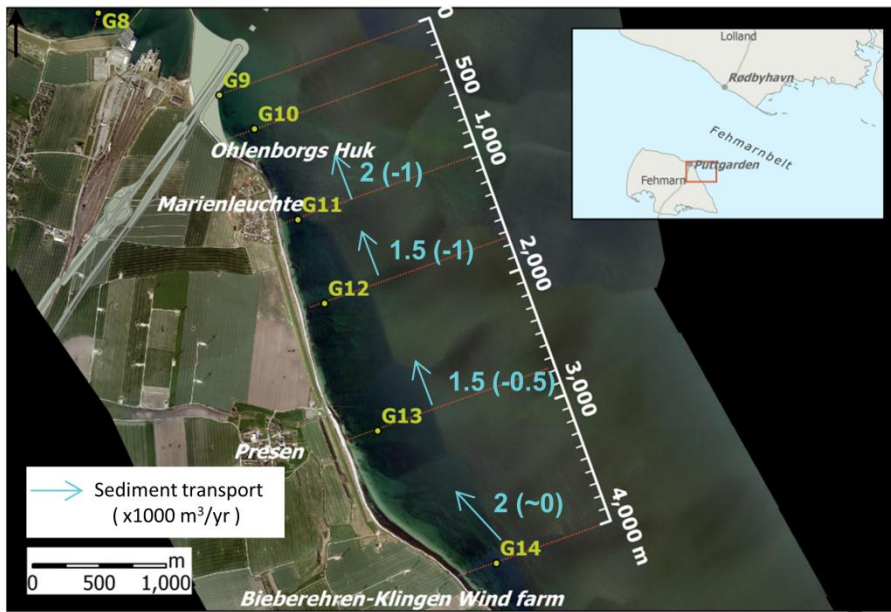 G8
G9
G10
Ohlenborgs Huk
2 (-1)
Marienleuchte
G11
1.5 (-1)
G12
1.5 (-0.5)
G13
Presen
2 (~0)
G14
Bieberehren-Klingen Wind farm
0
500
1,000
2,000
3,000
4,000 m
Lolland
Rødbyhavn
Fehmarnbelt
Puttgarden
Fehmarn
Sediment transport
( x1000 m³/yr )
m
0 500 1,000